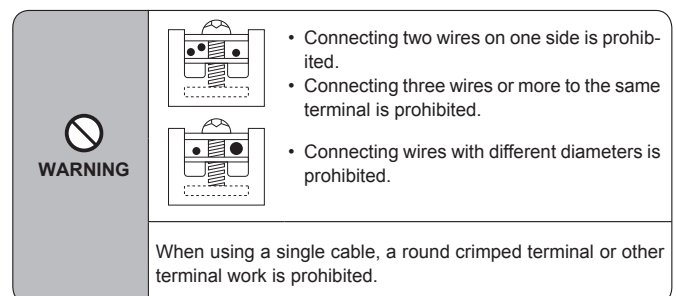 • Connecting two wires on one side is prohib-
ited.
• Connecting three wires or more to the same
terminal is prohibited.
• Connecting wires with different diameters is
prohibited.
WARNING
When using a single cable, a round crimped terminal or other
terminal work is prohibited.